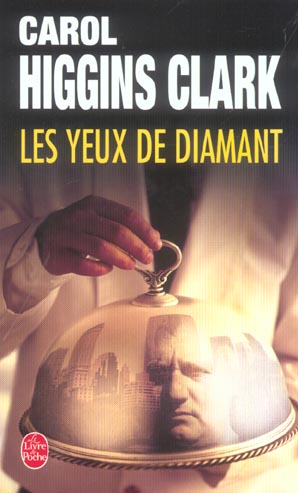 CAROL
HIGGINS CLARK
LES YEUX DE DIAMANT
Le Livre
de Poche